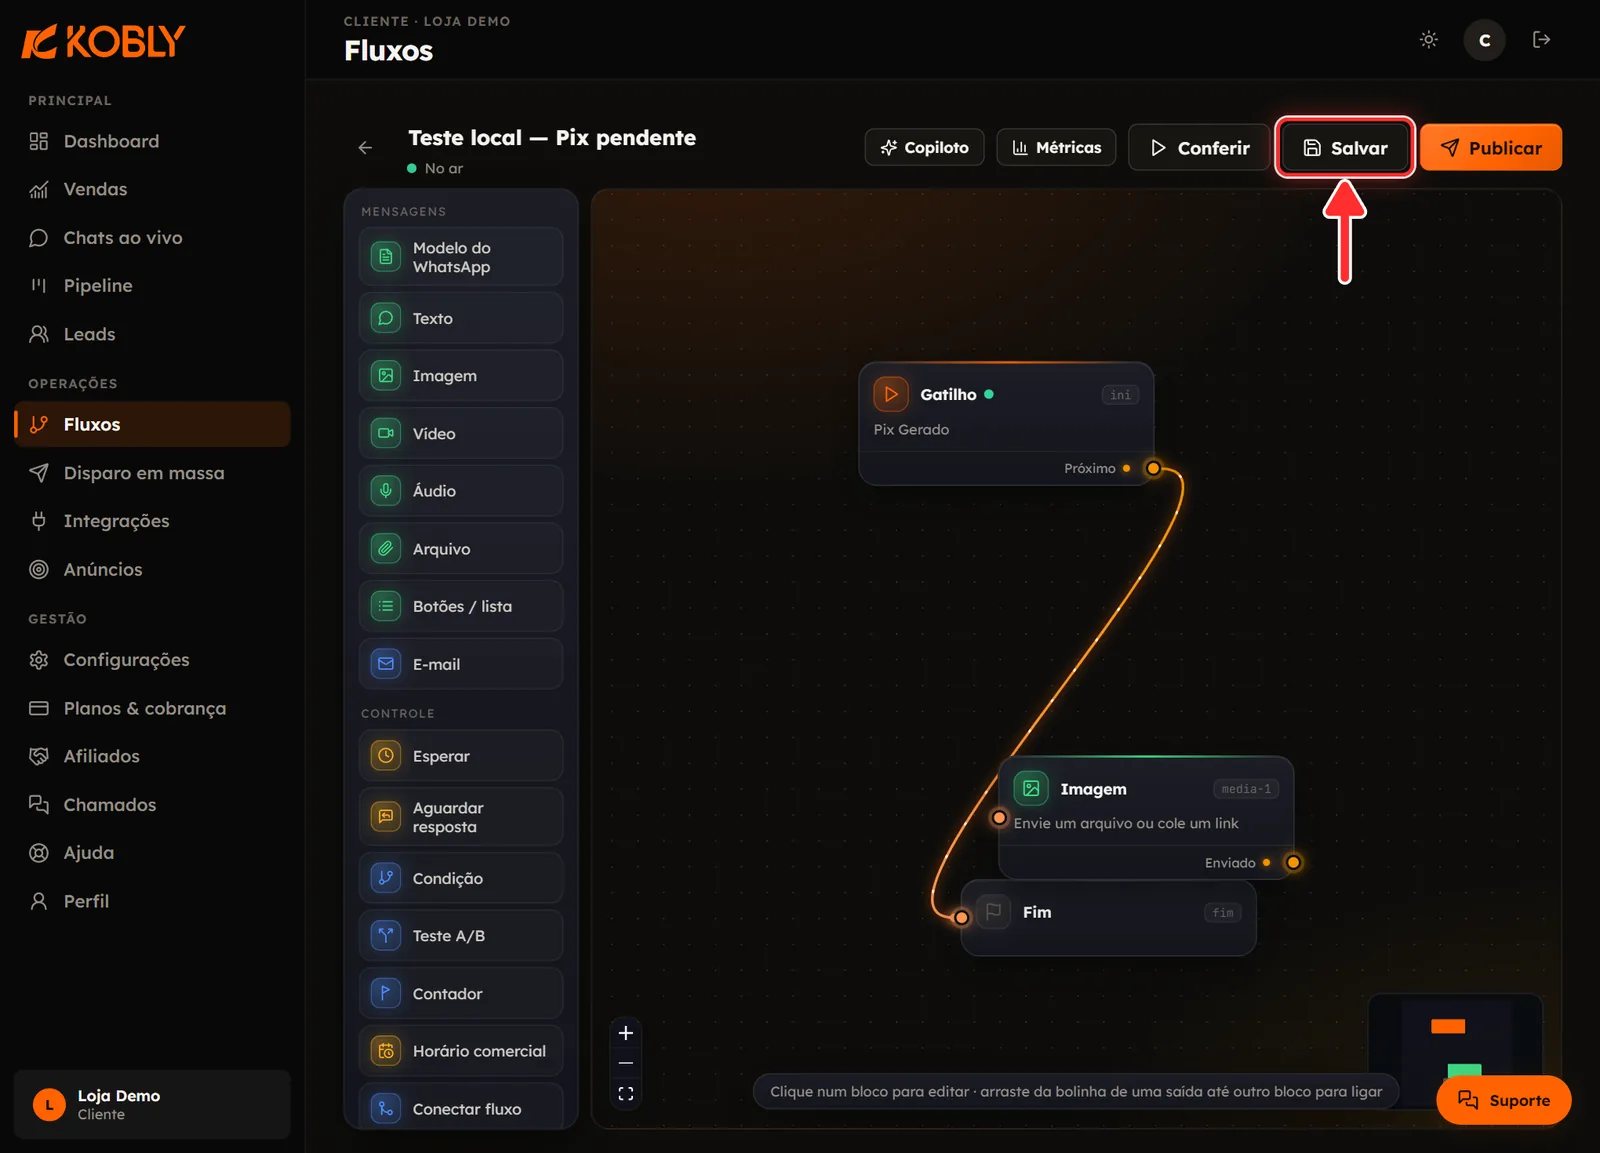 KOBLY
PRINCIPAL
Dashboard
Vendas
Chats ao vivo
Pipeline
Leads
OPERAÇÕES
Fluxos
Disparo em massa
Integrações
Anúncios
GESTÃO
Configurações
Planos & cobrança
Afiliados
Chamados
Ajuda
Perfil
L
Loja Demo
Cliente
CLIENTE · LOJA DEMO
Fluxos
C
Teste local — Pix pendente
No ar
Copiloto
Métricas
Conferir
Salvar
Publicar
MENSAGENS
Modelo do
WhatsApp
Texto
Imagem
Vídeo
Áudio
Arquivo
Botões / lista
E-mail
CONTROLE
Esperar
Aguardar
resposta
Condição
Teste A/B
Contador
Horário comercial
Conectar fluxo
Gatilho
ini
Pix Gerado
Próximo
Imagem
media-1
Envie um arquivo ou cole um link
Enviado
Fim
fim
Clique num bloco para editar · arraste da bolinha de uma saída até outro bloco para ligar
Suporte